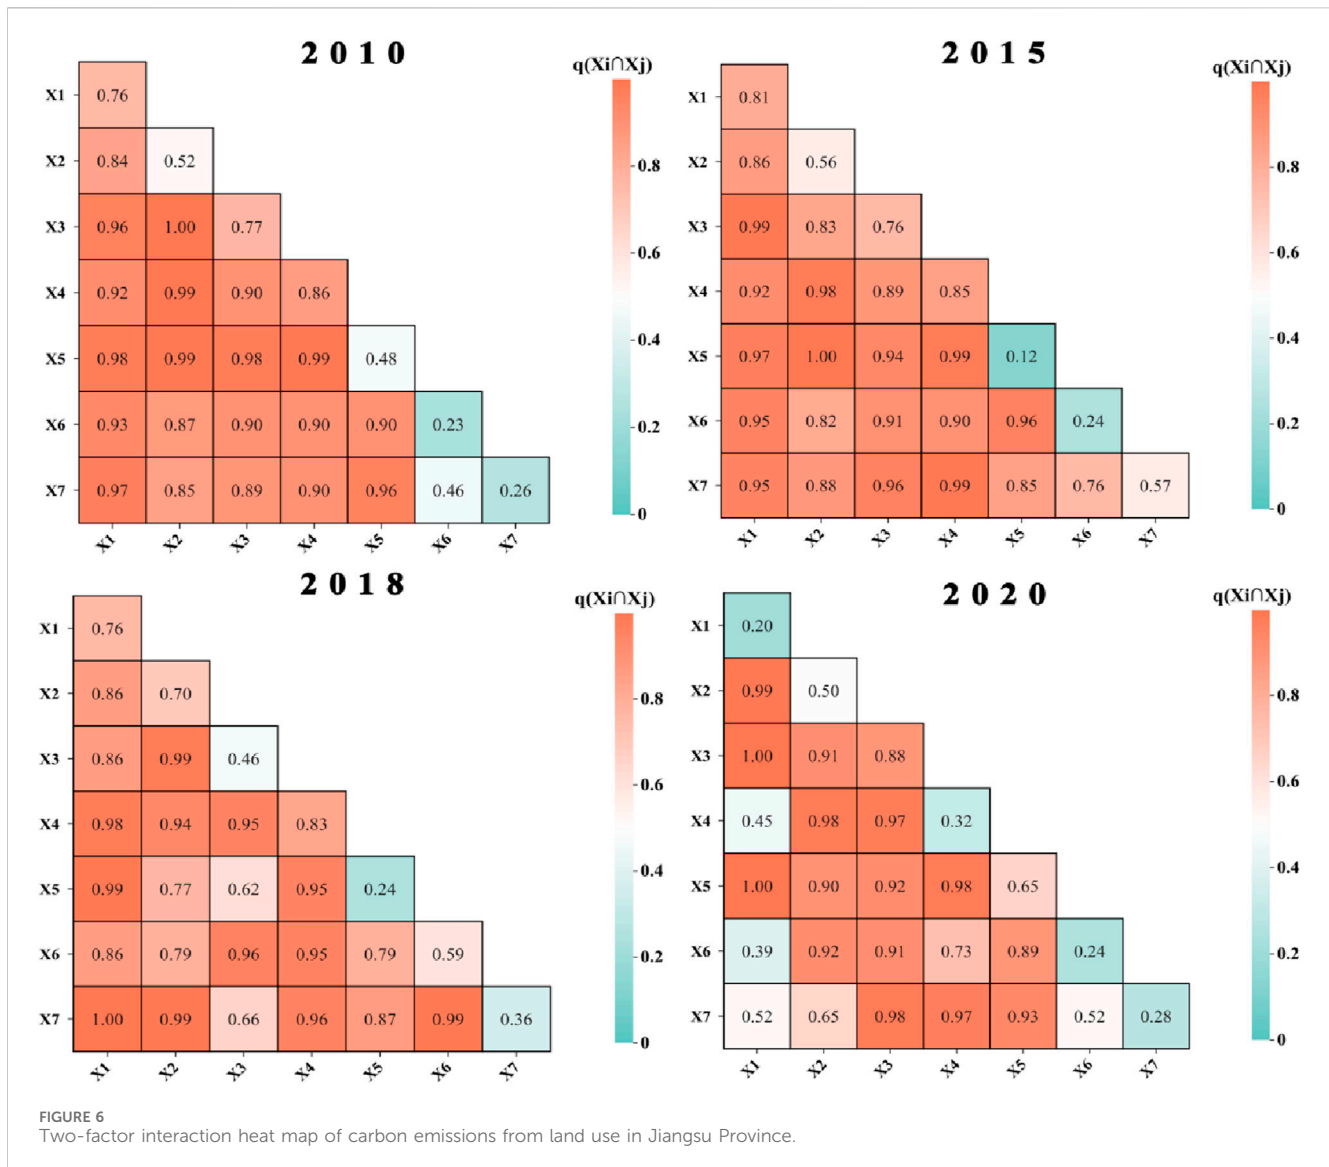 2010
q(Xi∩Xj)
X1 0.76
X2 0.84 0.52
X3 0.96 1.00 0.77
X4 0.92 0.99 0.90 0.86
X5 0.98 0.99 0.98 0.99 0.48
X6 0.93 0.87 0.90 0.90 0.90 0.23
X7 0.97 0.85 0.89 0.90 0.96 0.46 0.26
X1 X2 X3 X4 X5 X6 X7
0.8
0.6
0.4
0.2
0
2015
q(Xi∩Xj)
X1 0.81
X2 0.86 0.56
X3 0.99 0.83 0.76
X4 0.92 0.98 0.89 0.85
X5 0.97 1.00 0.94 0.99 0.12
X6 0.95 0.82 0.91 0.90 0.96 0.24
X7 0.95 0.88 0.96 0.99 0.85 0.76 0.57
X1 X2 X3 X4 X5 X6 X7
0.8
0.6
0.4
0.2
0
2018
q(Xi∩Xj)
X1 0.76
X2 0.86 0.70
X3 0.86 0.99 0.46
X4 0.98 0.94 0.95 0.83
X5 0.99 0.77 0.62 0.95 0.24
X6 0.86 0.79 0.96 0.95 0.79 0.59
X7 1.00 0.99 0.66 0.96 0.87 0.99 0.36
X1 X2 X3 X4 X5 X6 X7
0.8
0.6
0.4
0.2
0
2020
q(Xi∩Xj)
X1 0.20
X2 0.99 0.50
X3 1.00 0.91 0.88
X4 0.45 0.98 0.97 0.32
X5 1.00 0.90 0.92 0.98 0.65
X6 0.39 0.92 0.91 0.73 0.89 0.24
X7 0.52 0.65 0.98 0.97 0.93 0.52 0.28
X1 X2 X3 X4 X5 X6 X7
0.8
0.6
0.4
0.2
0
FIGURE 6
Two-factor interaction heat map of carbon emissions from land use in Jiangsu Province.